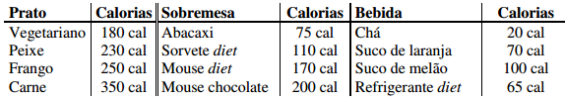 Prato Calorias Sobremesa Calorias Bebida Calorias
Vegetariano 180 cal Abacaxi 75 cal Chá 20 cal
Peixe 230 cal Sorvete diet 110 cal Suco de laranja 70 cal
Frango 250 cal Mouse diet 170 cal Suco de melão 100 cal
Carne 350 cal Mouse chocolate 200 cal Refrigerante diet 65 cal